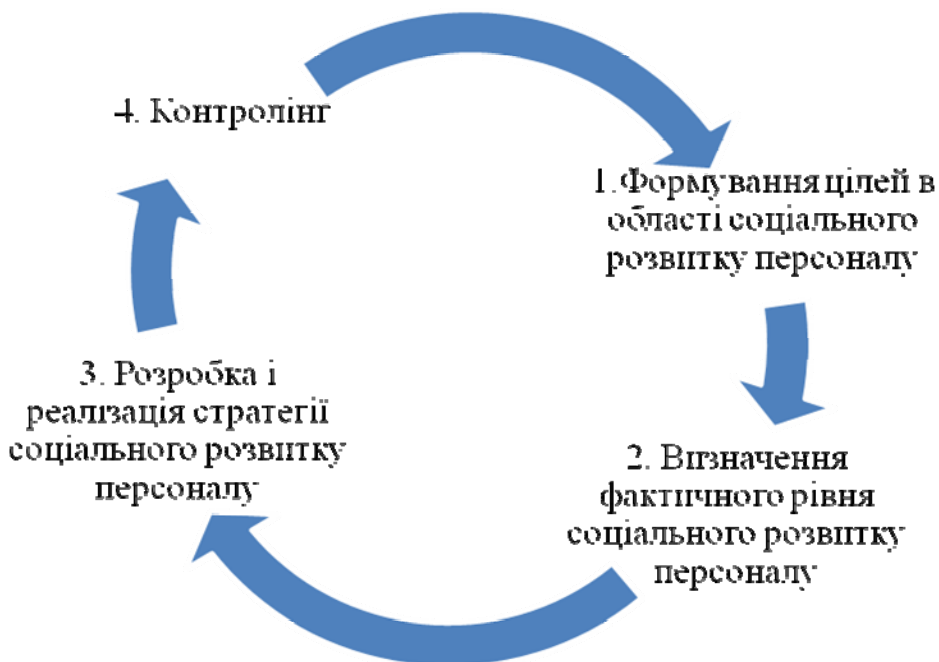 4. Контролінг
1.Формування цілей в
області соціального
розвитку персоналу
2. Визначення
фактичного рівня
соціального розвитку
персоналу
3. Розробка і
реалізація стратегії
соціального розвитку
персоналу